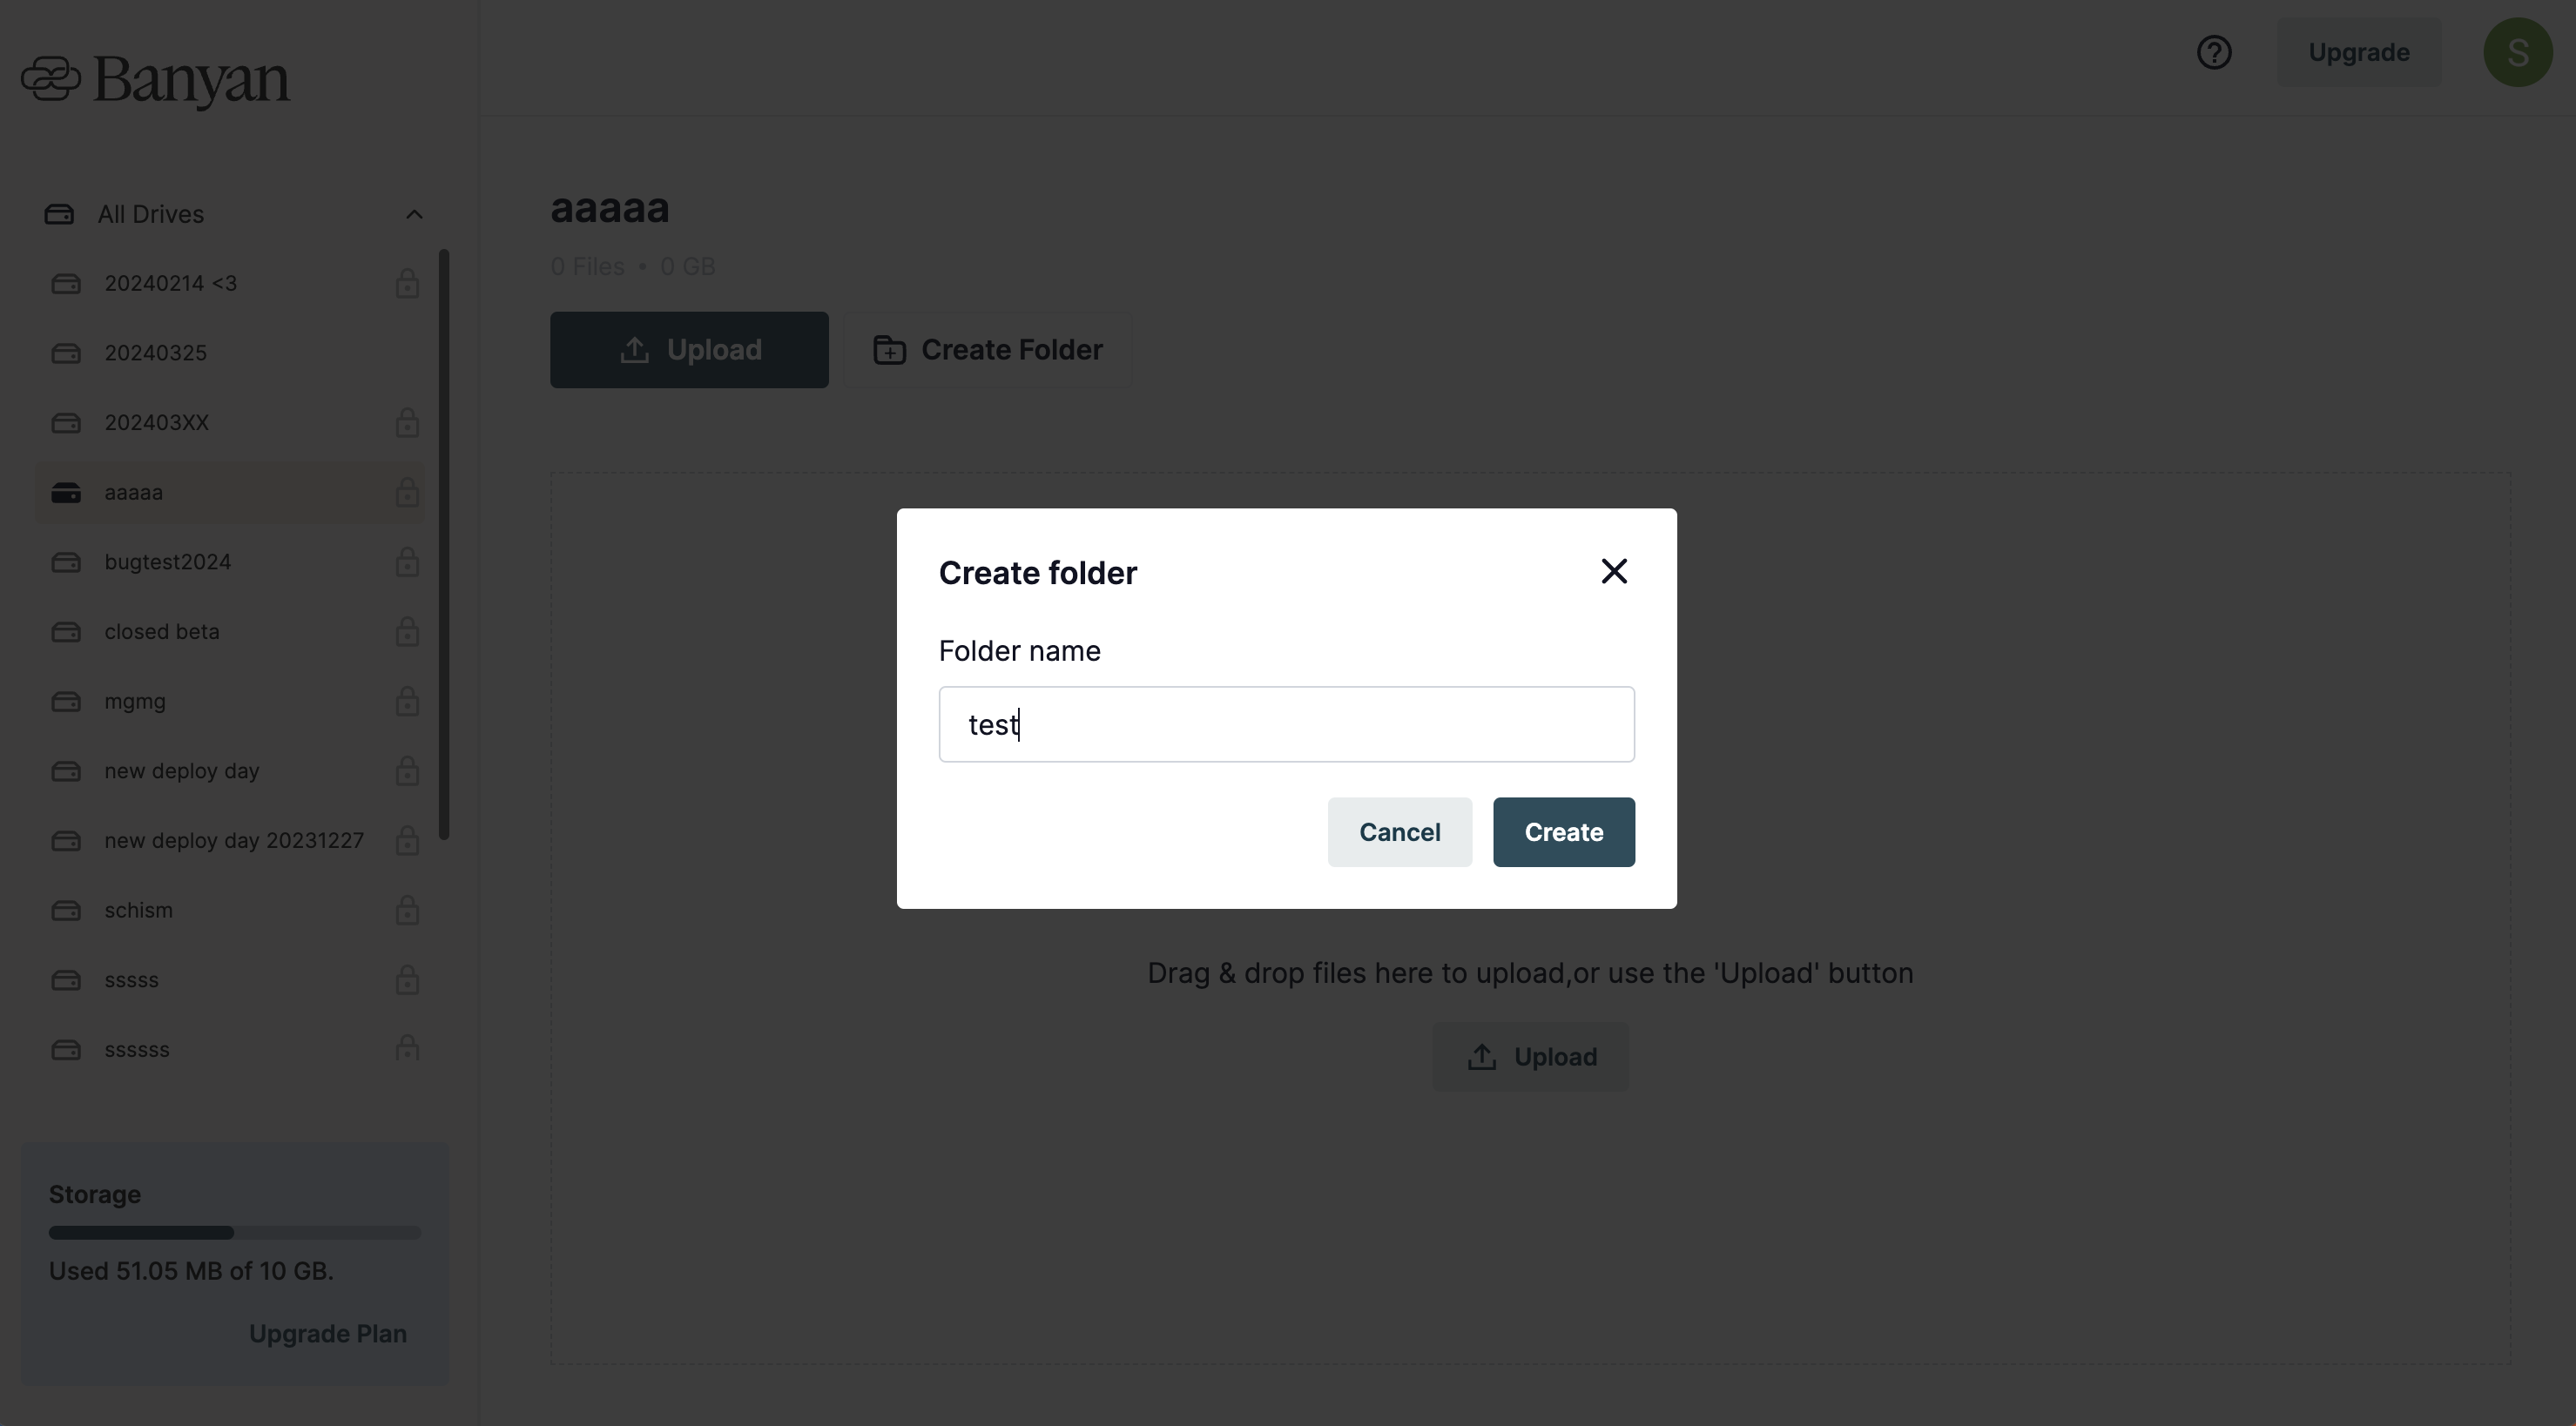 Banyan
Upgrade
S
All Drives
20240214 <3
20240325
202403XX
aaaaa
bugtest2024
closed beta
mgmg
new deploy day
new deploy day 20231227
schism
sssss
ssssss
Storage
Used 51.05 MB of 10 GB.
Upgrade Plan
aaaaa
0 Files • 0 GB
Upload
Create Folder
Create folder
Folder name
test
Cancel
Create
Drag & drop files here to upload,or use the 'Upload' button
Upload